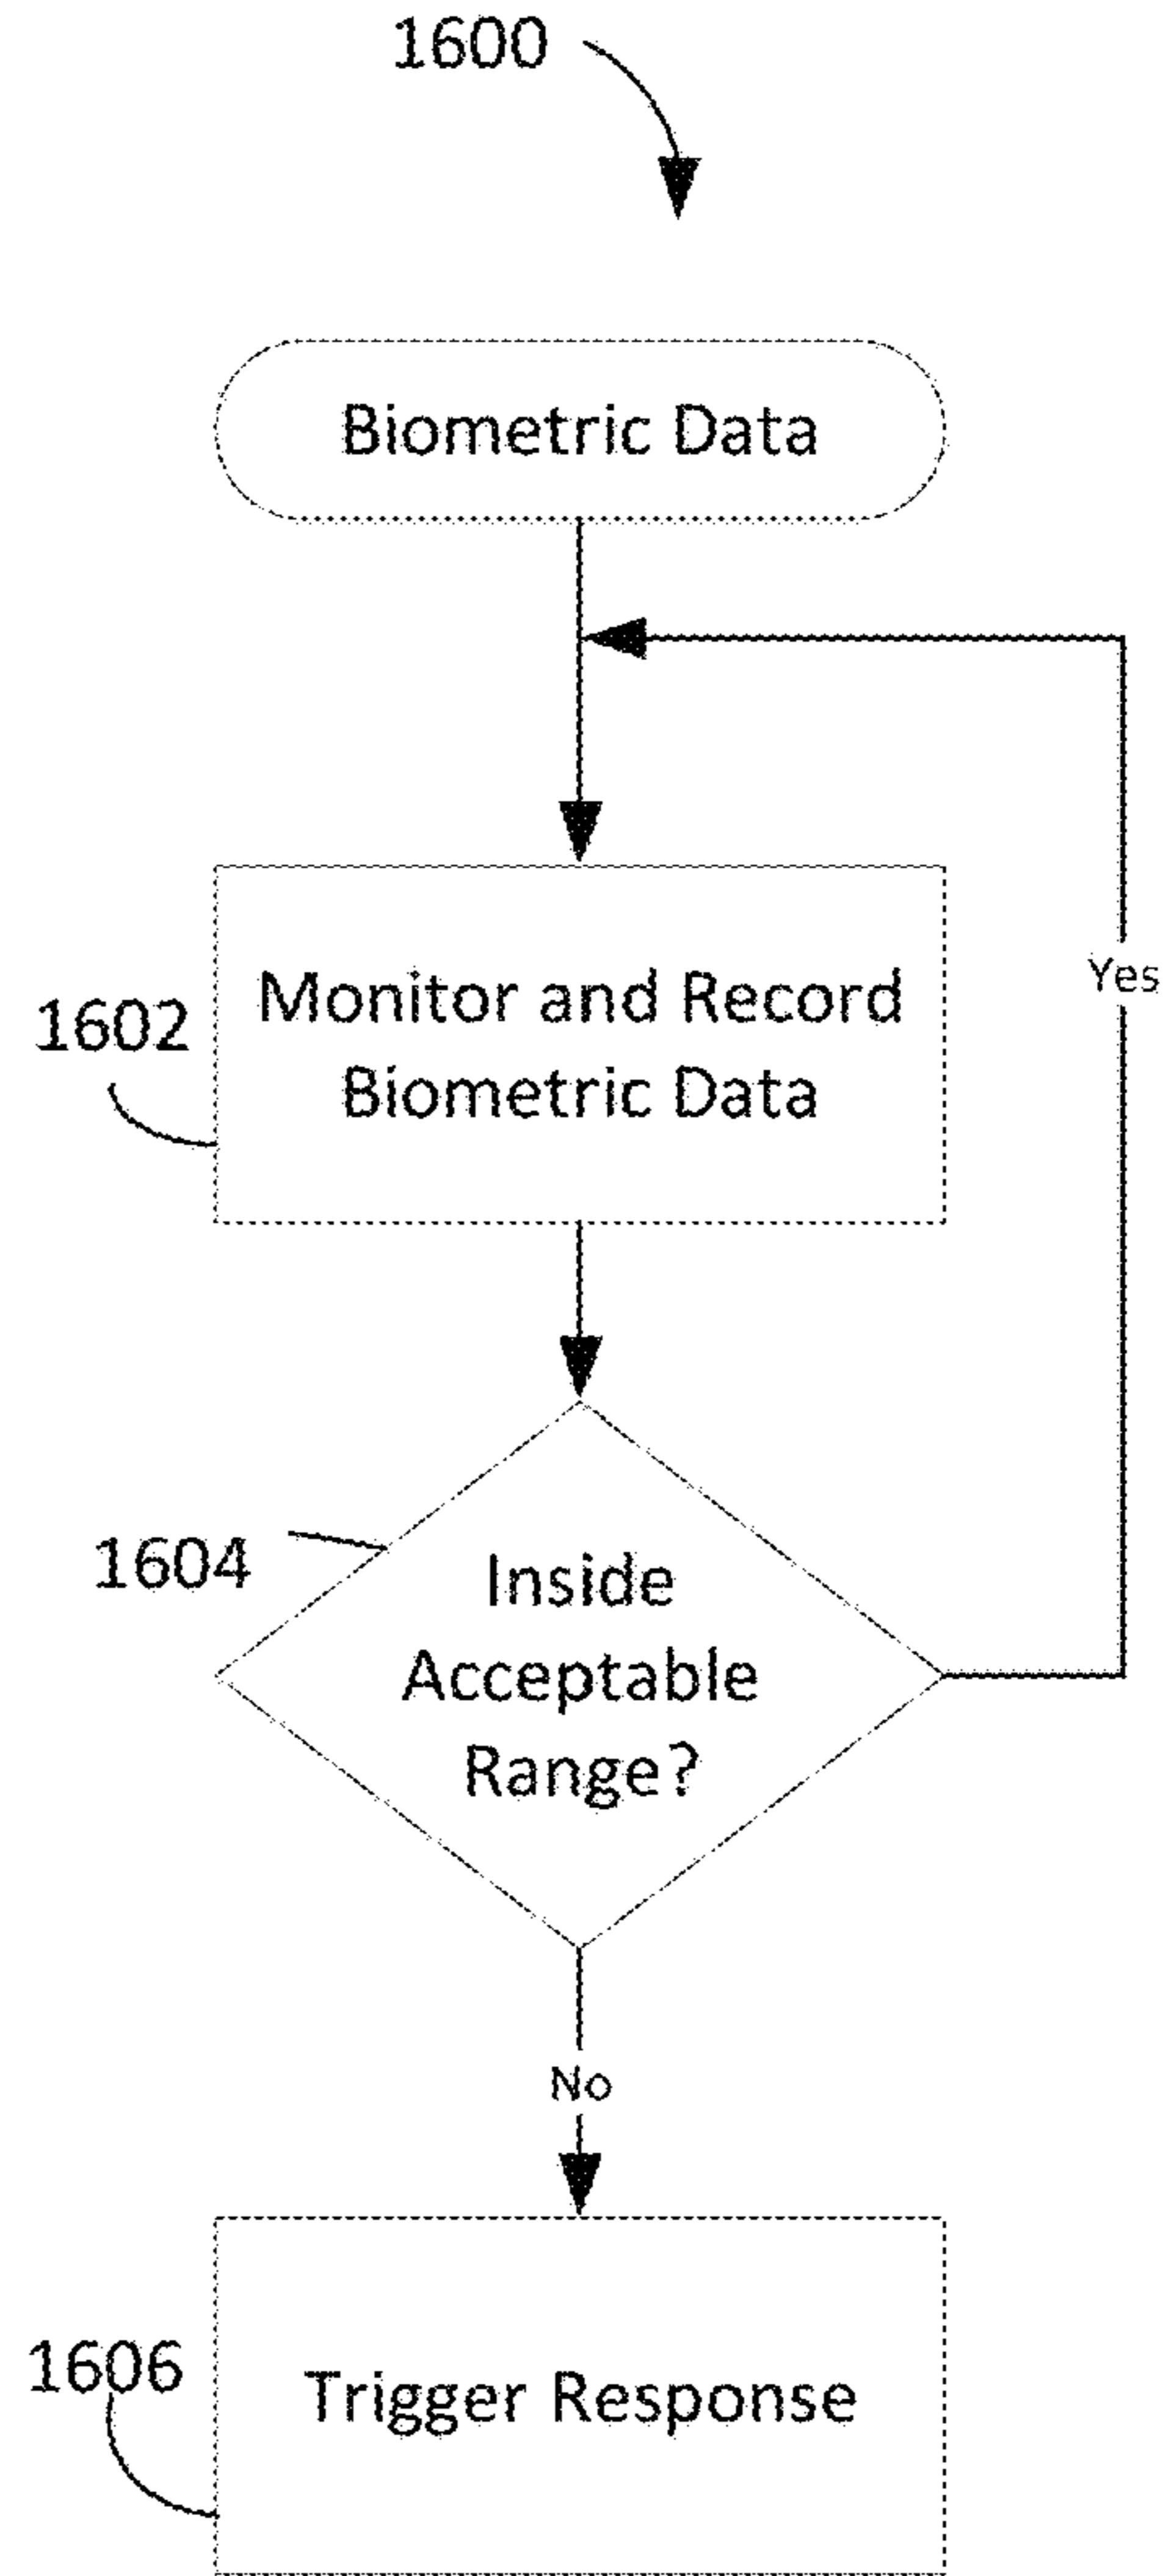 1600
Biometric Data
Yes
1602
Monitor and Record
Biometric Data
1604
Inside
Acceptable
Range?
No
1606
Trigger Response